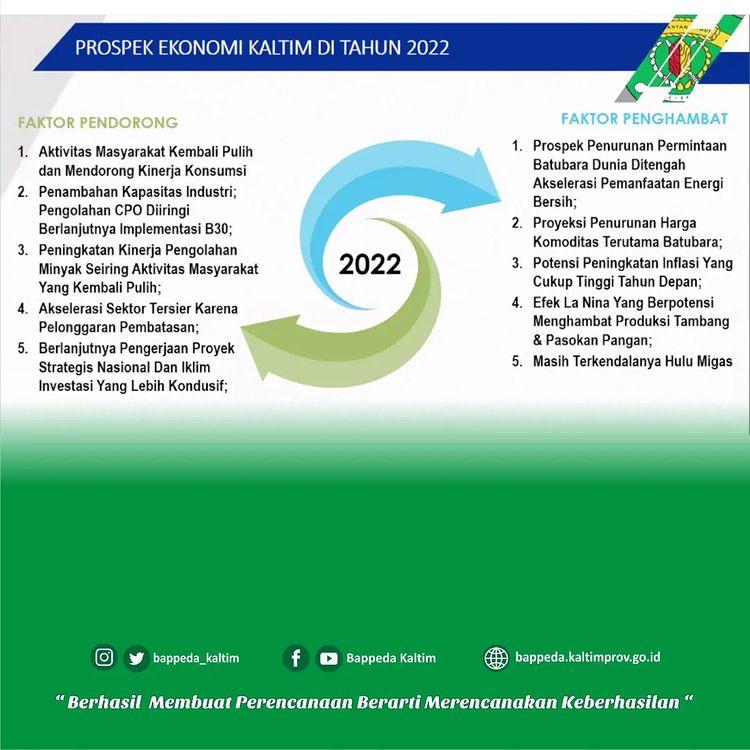 PROSPEK EKONOMI KALTIM DI TAHUN 2022
FAKTOR PENDORONG
1. Aktivitas Masyarakat Kembali Pulih
dan Mendorong Kinerja Konsumsi
2. Penambahan Kapasitas Industri;
Pengolahan CPO Diiringi
Berlanjutnya Implementasi B30;
3. Peningkatan Kinerja Pengolahan
Minyak Seiring Aktivitas Masyarakat
Yang Kembali Pulih;
4. Akselerasi Sektor Tersier Karena
Pelonggaran Pembatasan;
5. Berlanjutnya Pengerjaan Proyek
Strategis Nasional Dan Iklim
Investasi Yang Lebih Kondusif;
2022
FAKTOR PENGHAMBAT
1. Prospek Penurunan Permintaan
Batubara Dunia Ditengah
Akselerasi Pemanfaatan Energi
Bersih;
2. Proyeksi Penurunan Harga
Komoditas Terutama Batubara;
3. Potensi Peningkatan Inflasi Yang
Cukup Tinggi Tahun Depan;
4. Efek La Nina Yang Berpotensi
Menghambat Produksi Tambang
& Pasokan Pangan;
5. Masih Terkendalanya Hulu Migas
bappeda_kaltim
Bappeda Kaltim
bappeda.kaltimprov.go.id
“ Berhasil Membuat Perencanaan Berarti Merencanakan Keberhasilan “